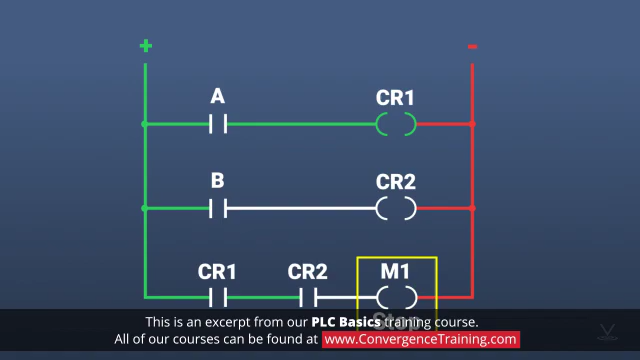 + -
A CR1
B CR2
CR1 CR2 M1
Stop
This is an excerpt from our PLC Basics training course.
All of our courses can be found at www.ConvergenceTraining.com